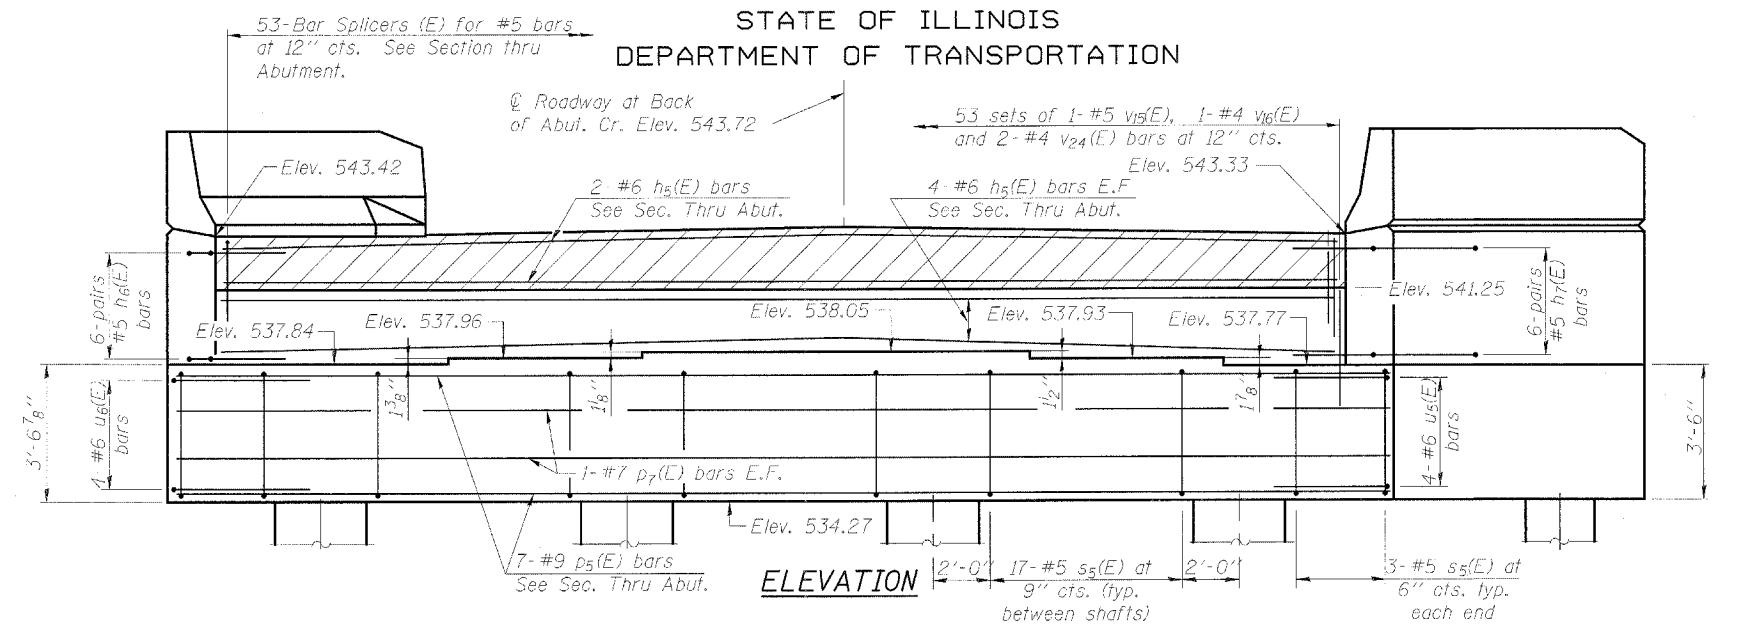 STATE OF ILLINOIS
DEPARTMENT OF TRANSPORTATION
53-Bar Splicers (E) for #5 bars
at 12" cts. See Section thru
Abutment.
℄ Roadway at Back
of Abut. Cr. Elev. 543.72
53 sets of 1-#5 v15(E), 1-#4 v16(E)
and 2-#4 v24(E) bars at 12" cts.
Elev. 543.42
Elev. 543.33
2-#6 h5(E) bars
See Sec. Thru Abut.
4-#6 h5(E) bars E.F
See Sec. Thru Abut.
6-pairs
#5 h6(E)
bars
Elev. 541.25
6-pairs
#5 h7(E)
bars
Elev. 537.84
Elev. 537.96
Elev. 538.05
Elev. 537.93
Elev. 537.77
3'-6 7/8"
4-#6 u6(E)
bars
1 3/8"
1 1/8"
1 1/2"
1 7/8"
4-#6 u5(E)
bars
3'-6"
1-#7 p7(E) bars E.F.
Elev. 534.27
7-#9 p5(E) bars
See Sec. Thru Abut.
ELEVATION
2'-0"
17-#5 s5(E) at
9" cts. (typ.
between shafts)
2'-0"
3-#5 s5(E) at
6" cts. typ.
each end